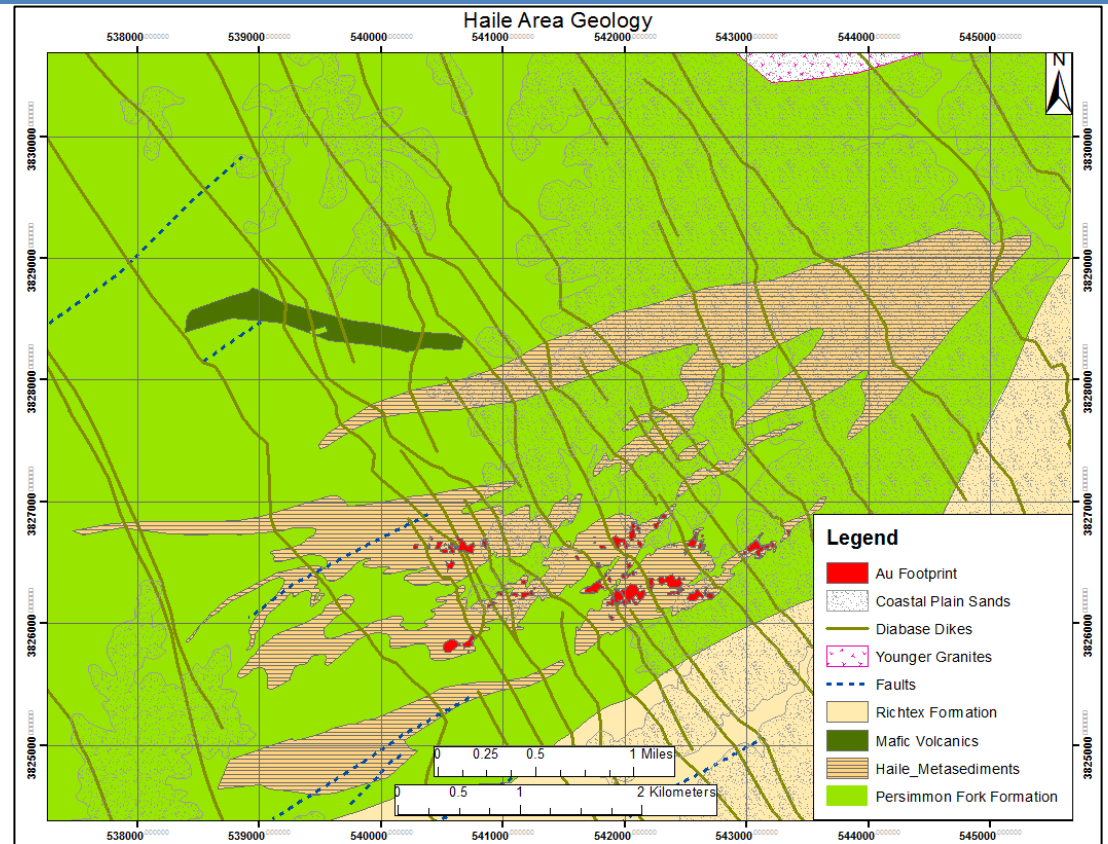 Haile Area Geology
538000 539000 540000 541000 542000 543000 544000 545000
N
3830000 3830000
3829000 3829000
3828000 3828000
3827000 3827000
3826000 3826000
3825000 3825000
Legend
Au Footprint
Coastal Plain Sands
Diabase Dikes
Younger Granites
Faults
Richtex Formation
Mafic Volcanics
Haile_Metasediments
Persimmon Fork Formation
0 0.25 0.5 1 Miles
0 0.5 1 2 Kilometers
538000 539000 540000 541000 542000 543000 544000 545000